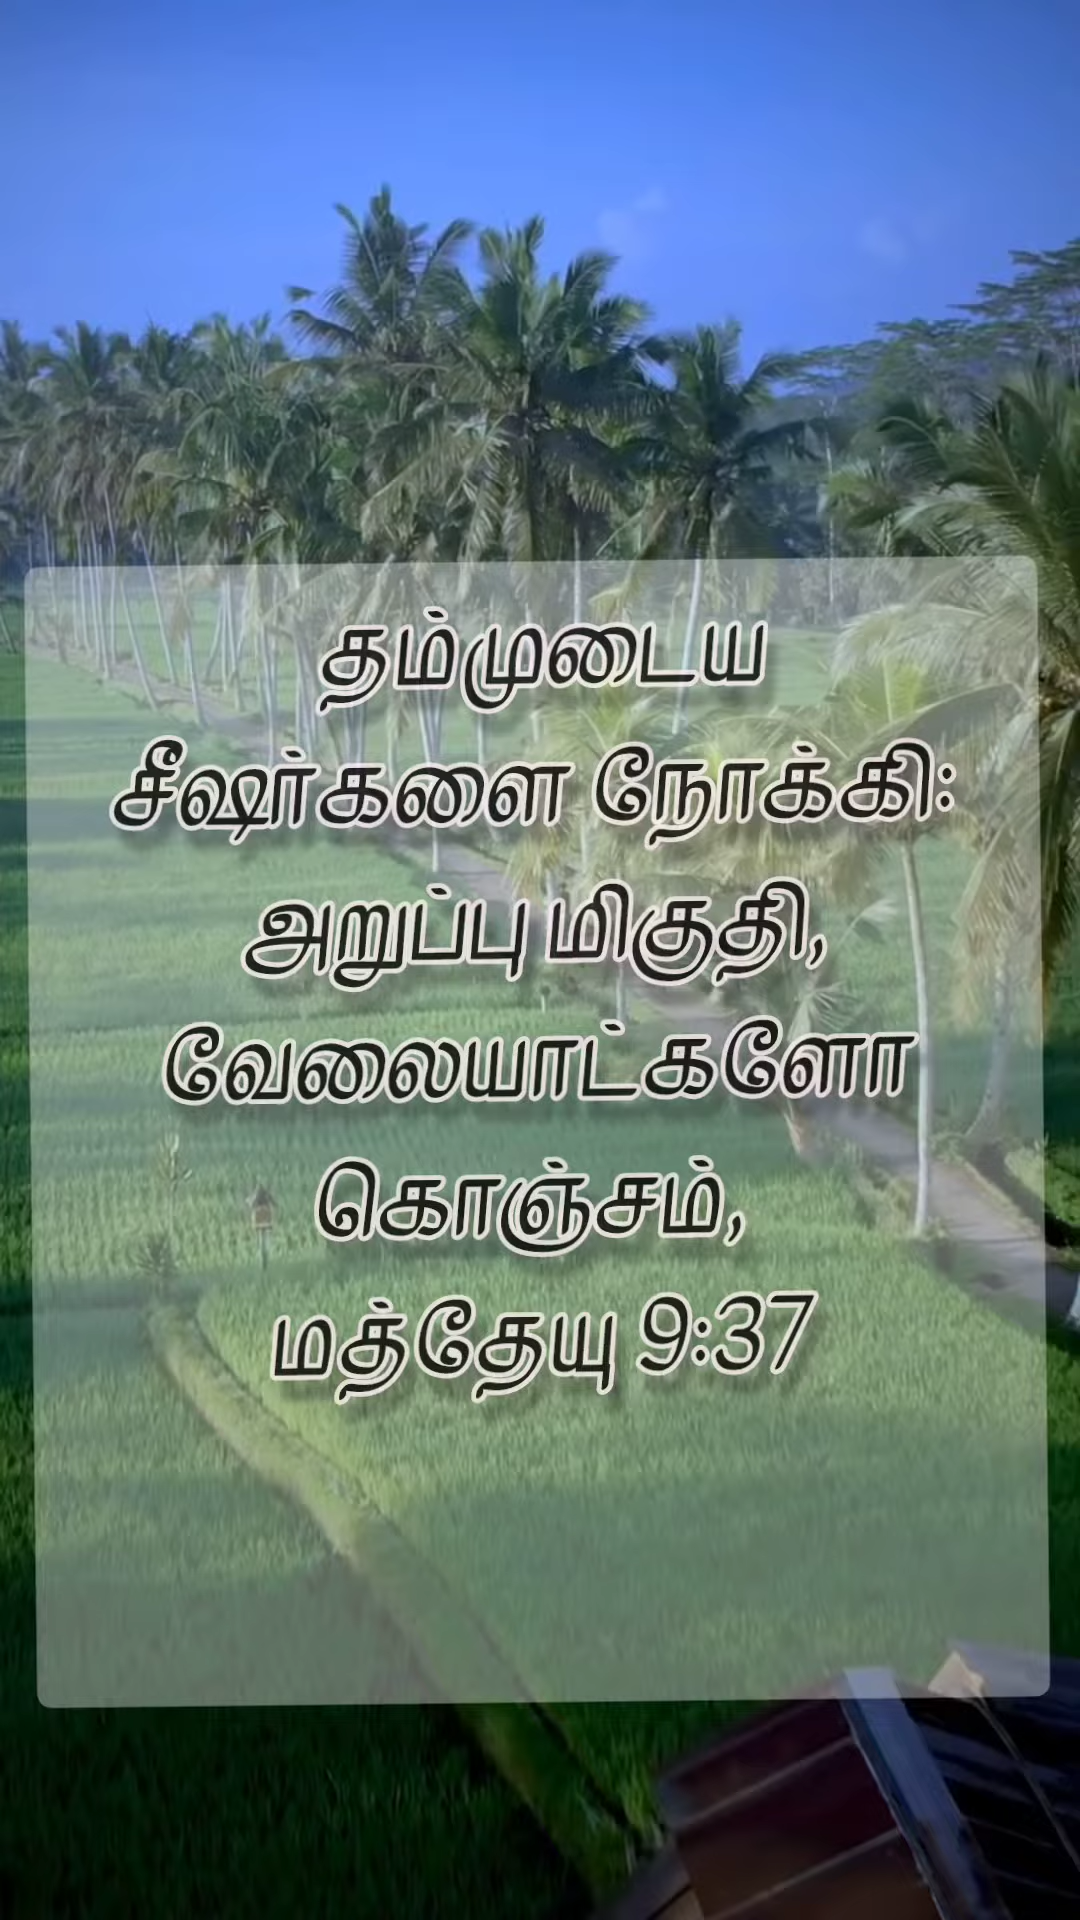 தம்முடைய
சீஷர்களை நோக்கி:
அறுப்பு மிகுதி,
வேலையாட்களோ
கொஞ்சம்,
மத்தேயு 9:37